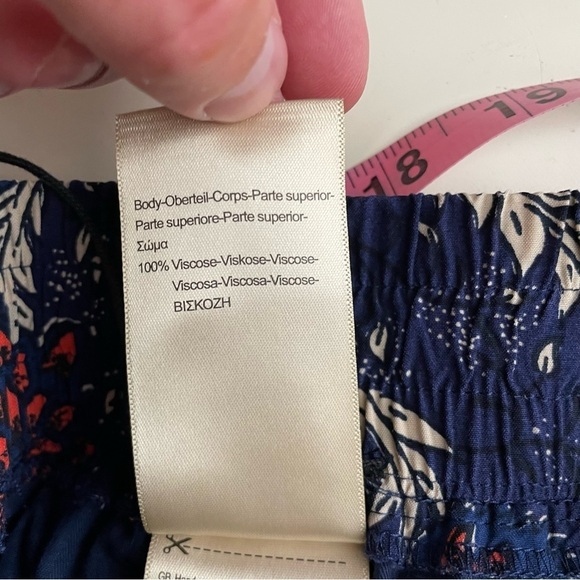 Body-Oberteil-Corps-Parte superior-
Parte superiore-Parte superior-
Σώμα
100% Viscose-Viskose-Viscose-
Viscosa-Viscosa-Viscose-
ΒΙΣΚΟΖΗ
18
19
GB